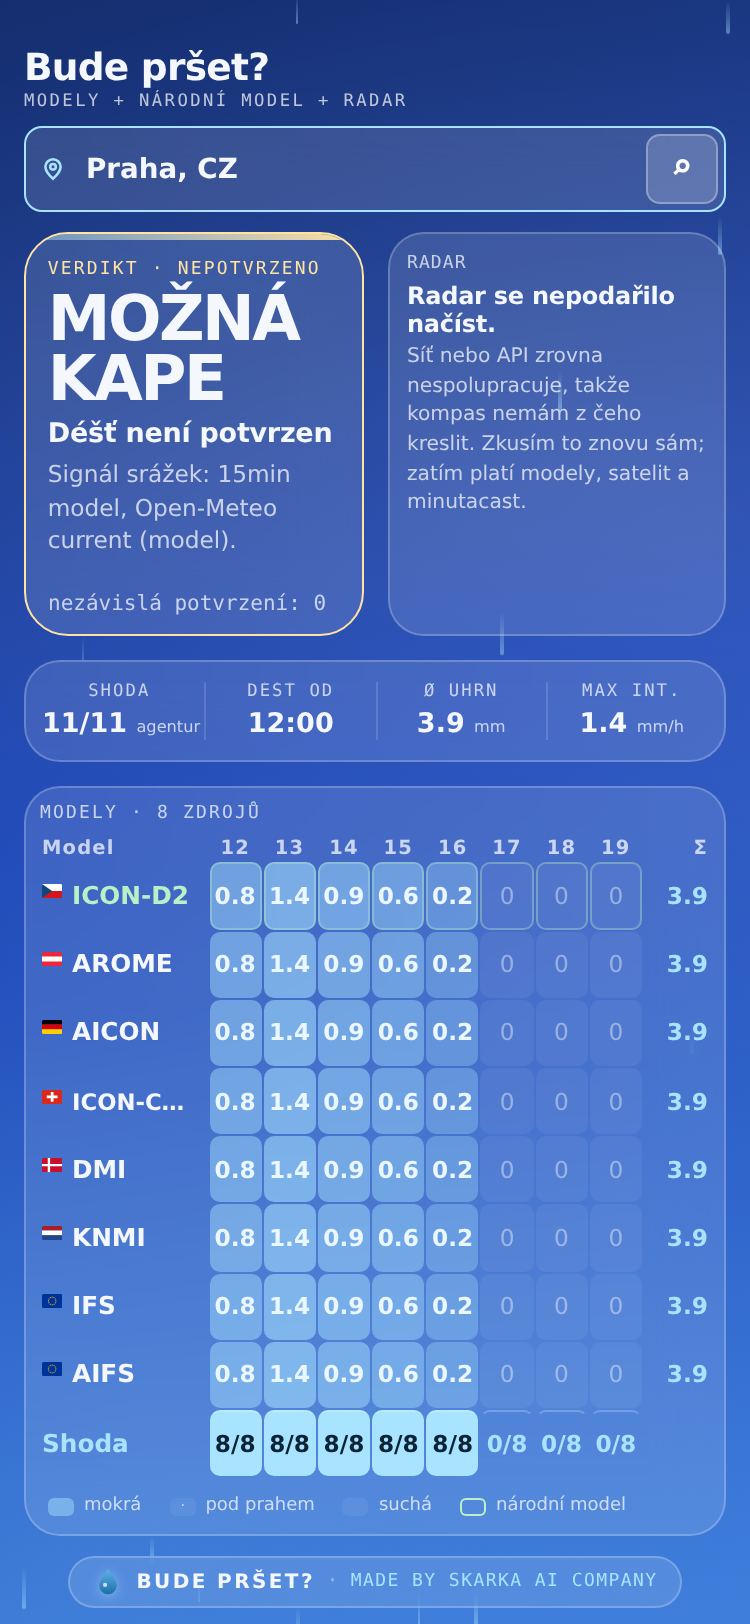 Bude pršet?
MODELY + NÁRODNÍ MODEL + RADAR
Praha, CZ
VERDIKT · NEPOTVRZENO
MOŽNÁ
KAPE
Déšť není potvrzen
Signál srážek: 15min
model, Open-Meteo
current (model).
nezávislá potvrzení: 0
RADAR
Radar se nepodařilo
načíst.
Síť nebo API zrovna
nespolupracuje, takže
kompas nemám z čeho
kreslit. Zkusím to znovu sám;
zatím platí modely, satelit a
minutacast.
SHODA DEŠŤ OD Ø ÚHRN MAX INT.
11/11 agentur 12:00 3.9 mm 1.4 mm/h
MODELY · 8 ZDROJŮ
Model 12 13 14 15 16 17 18 19 Σ
ICON-D2 0.8 1.4 0.9 0.6 0.2 0 0 0 3.9
AROME 0.8 1.4 0.9 0.6 0.2 0 0 0 3.9
AICON 0.8 1.4 0.9 0.6 0.2 0 0 0 3.9
ICON-C… 0.8 1.4 0.9 0.6 0.2 0 0 0 3.9
DMI 0.8 1.4 0.9 0.6 0.2 0 0 0 3.9
KNMI 0.8 1.4 0.9 0.6 0.2 0 0 0 3.9
IFS 0.8 1.4 0.9 0.6 0.2 0 0 0 3.9
AIFS 0.8 1.4 0.9 0.6 0.2 0 0 0 3.9
Shoda 8/8 8/8 8/8 8/8 8/8 0/8 0/8 0/8
mokrá · pod prahem suchá národní model
BUDE PRŠET? · MADE BY SKARKA AI COMPANY